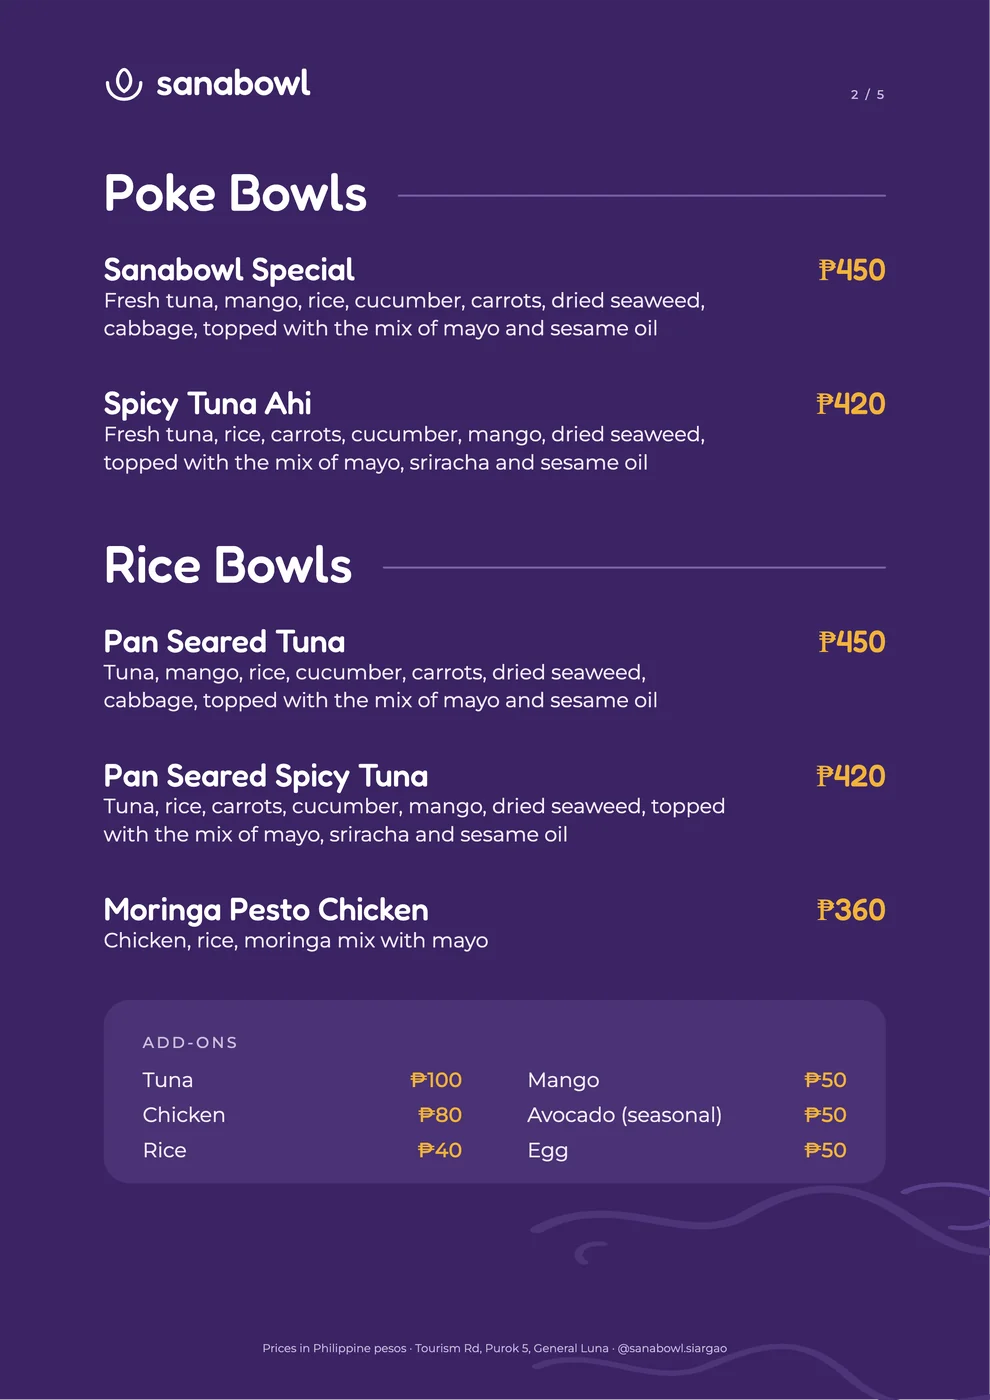 sanabowl
2 / 5
Poke Bowls
Sanabowl Special ₱450
Fresh tuna, mango, rice, cucumber, carrots, dried seaweed,
cabbage, topped with the mix of mayo and sesame oil
Spicy Tuna Ahi ₱420
Fresh tuna, rice, carrots, cucumber, mango, dried seaweed,
topped with the mix of mayo, sriracha and sesame oil
Rice Bowls
Pan Seared Tuna ₱450
Tuna, mango, rice, cucumber, carrots, dried seaweed,
cabbage, topped with the mix of mayo and sesame oil
Pan Seared Spicy Tuna ₱420
Tuna, rice, carrots, cucumber, mango, dried seaweed, topped
with the mix of mayo, sriracha and sesame oil
Moringa Pesto Chicken ₱360
Chicken, rice, moringa mix with mayo
ADD-ONS
Tuna ₱100
Chicken ₱80
Rice ₱40
Mango ₱50
Avocado (seasonal) ₱50
Egg ₱50
Prices in Philippine pesos · Tourism Rd, Purok 5, General Luna · @sanabowl.siargao